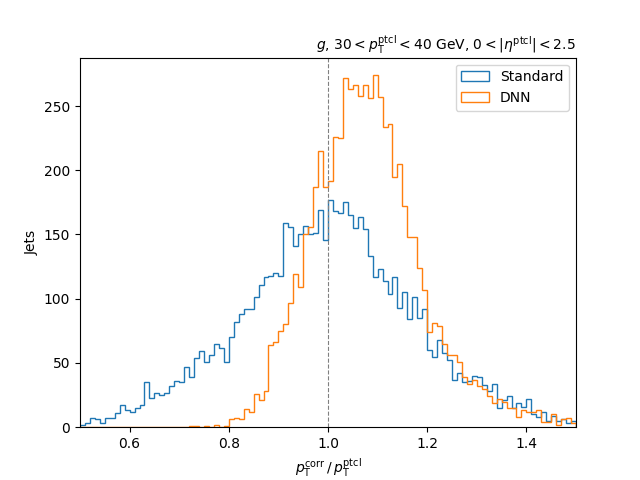 g, 30 < p_T^ptcl < 40 GeV, 0 < |η^ptcl| < 2.5
Standard
DNN
Jets
250
200
150
100
50
0
0.6 0.8 1.0 1.2 1.4
p_T^corr / p_T^ptcl